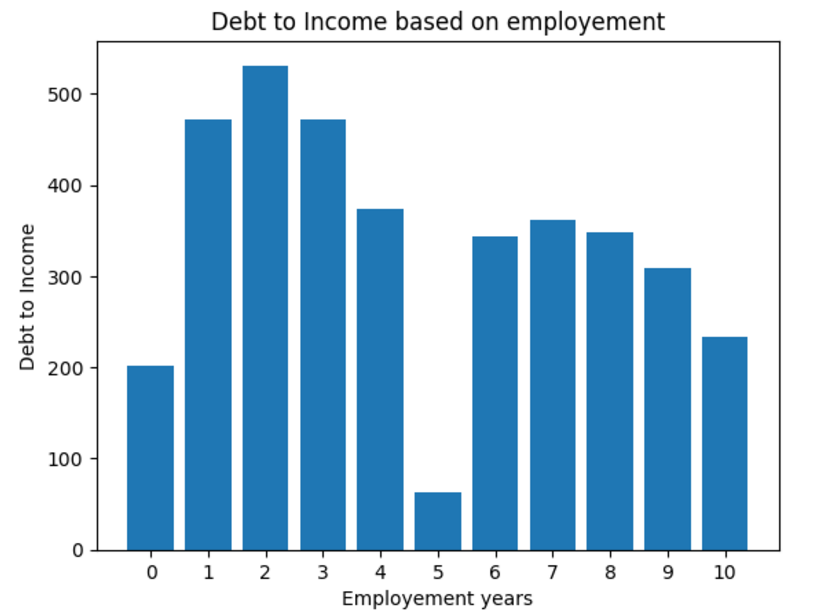 Debt to Income based on employement
500
400
300
200
100
0
Debt to Income
0 1 2 3 4 5 6 7 8 9 10
Employement years